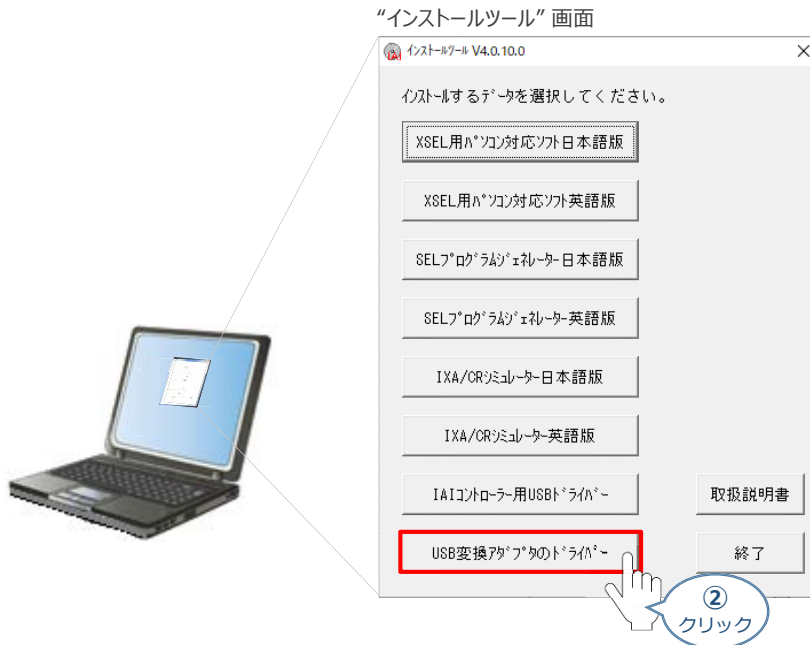 “インストールツール” 画面
インストールツール V4.0.10.0
インストールするデータを選択してください。
XSEL用パソコン対応ソフト日本語版
XSEL用パソコン対応ソフト英語版
SELプログラムジェネレーター日本語版
SELプログラムジェネレーター英語版
IXA/CRシミュレーター日本語版
IXA/CRシミュレーター英語版
IAIコントローラー用USBドライバー
取扱説明書
USB変換アダプタのドライバー
終了
②
クリック